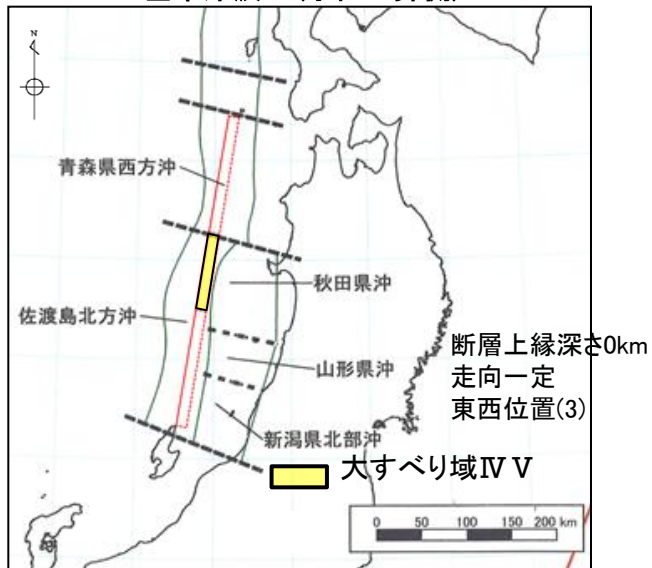 N
青森県西方沖
秋田県沖
佐渡島北方沖
山形県沖
新潟県北部沖
断層上縁深さ0km
走向一定
東西位置(3)
大すべり域ⅣⅤ
0 50 100 150 200 km